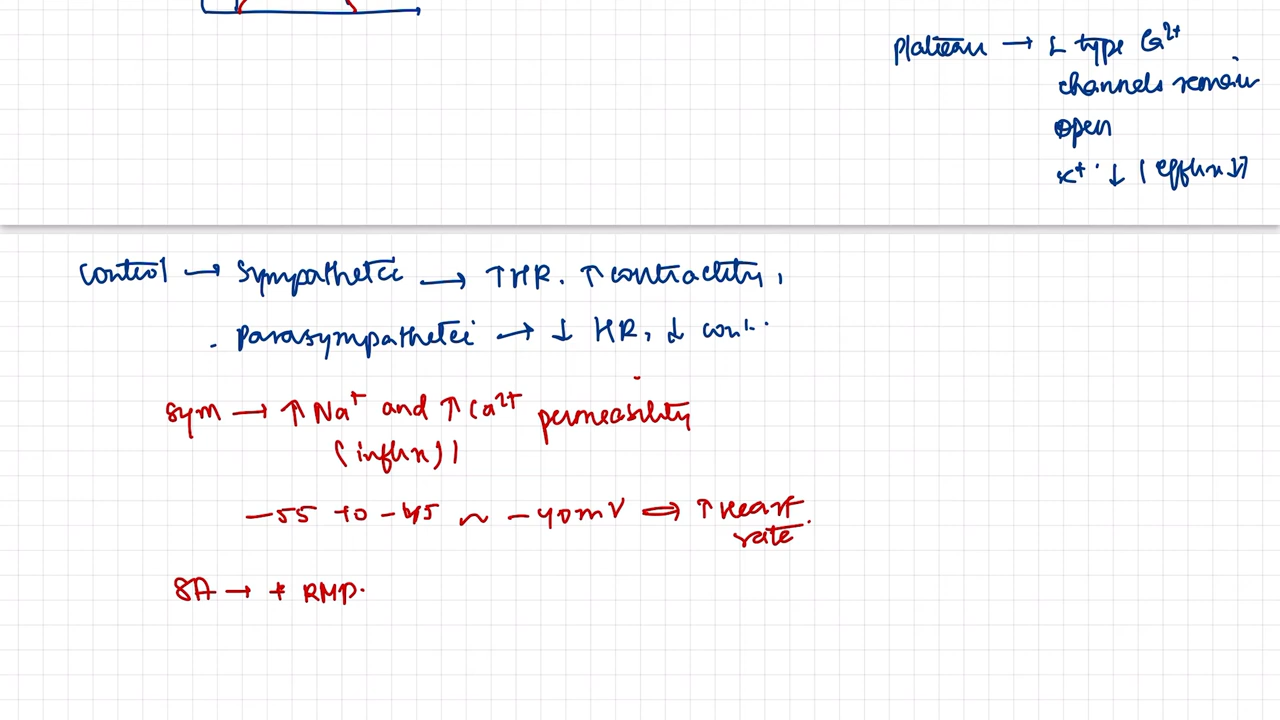 plateau → L type Ca²⁺
channels remain
open
K⁺ ↓ (efflux ↓)
control → sympathetic → ↑HR. ↑ contractility,
. parasympathetic → ↓ HR, ↓ cont.
sym → ↑ Na⁺ and ↑ Ca²⁺ permeability
(influx)
-55 to -45 ~ -40mV ⇒ ↑ Heart
rate.
SA → * RMP.